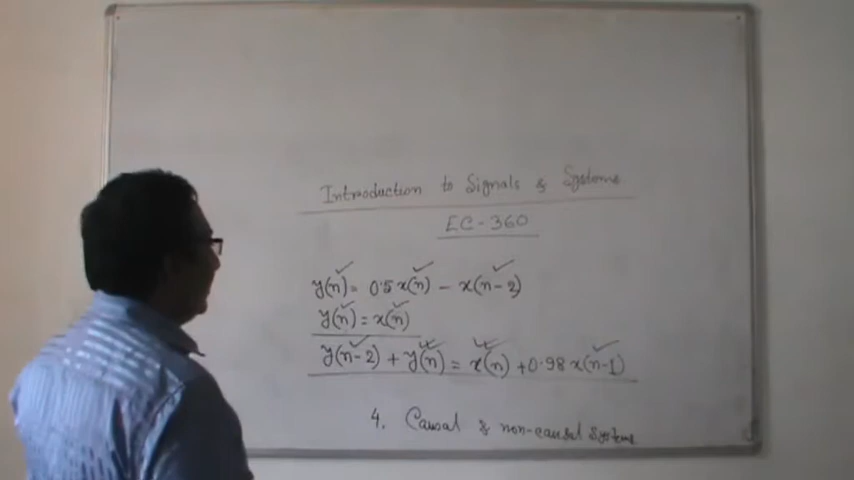 Introduction to Signals & Systems
EC-360
y(n) = 0.5 x(n) - x(n-2)
y(n) = x(n)
y(n-2) + y(n) = x(n) + 0.98 x(n-1)
4. Causal & non-causal Systems